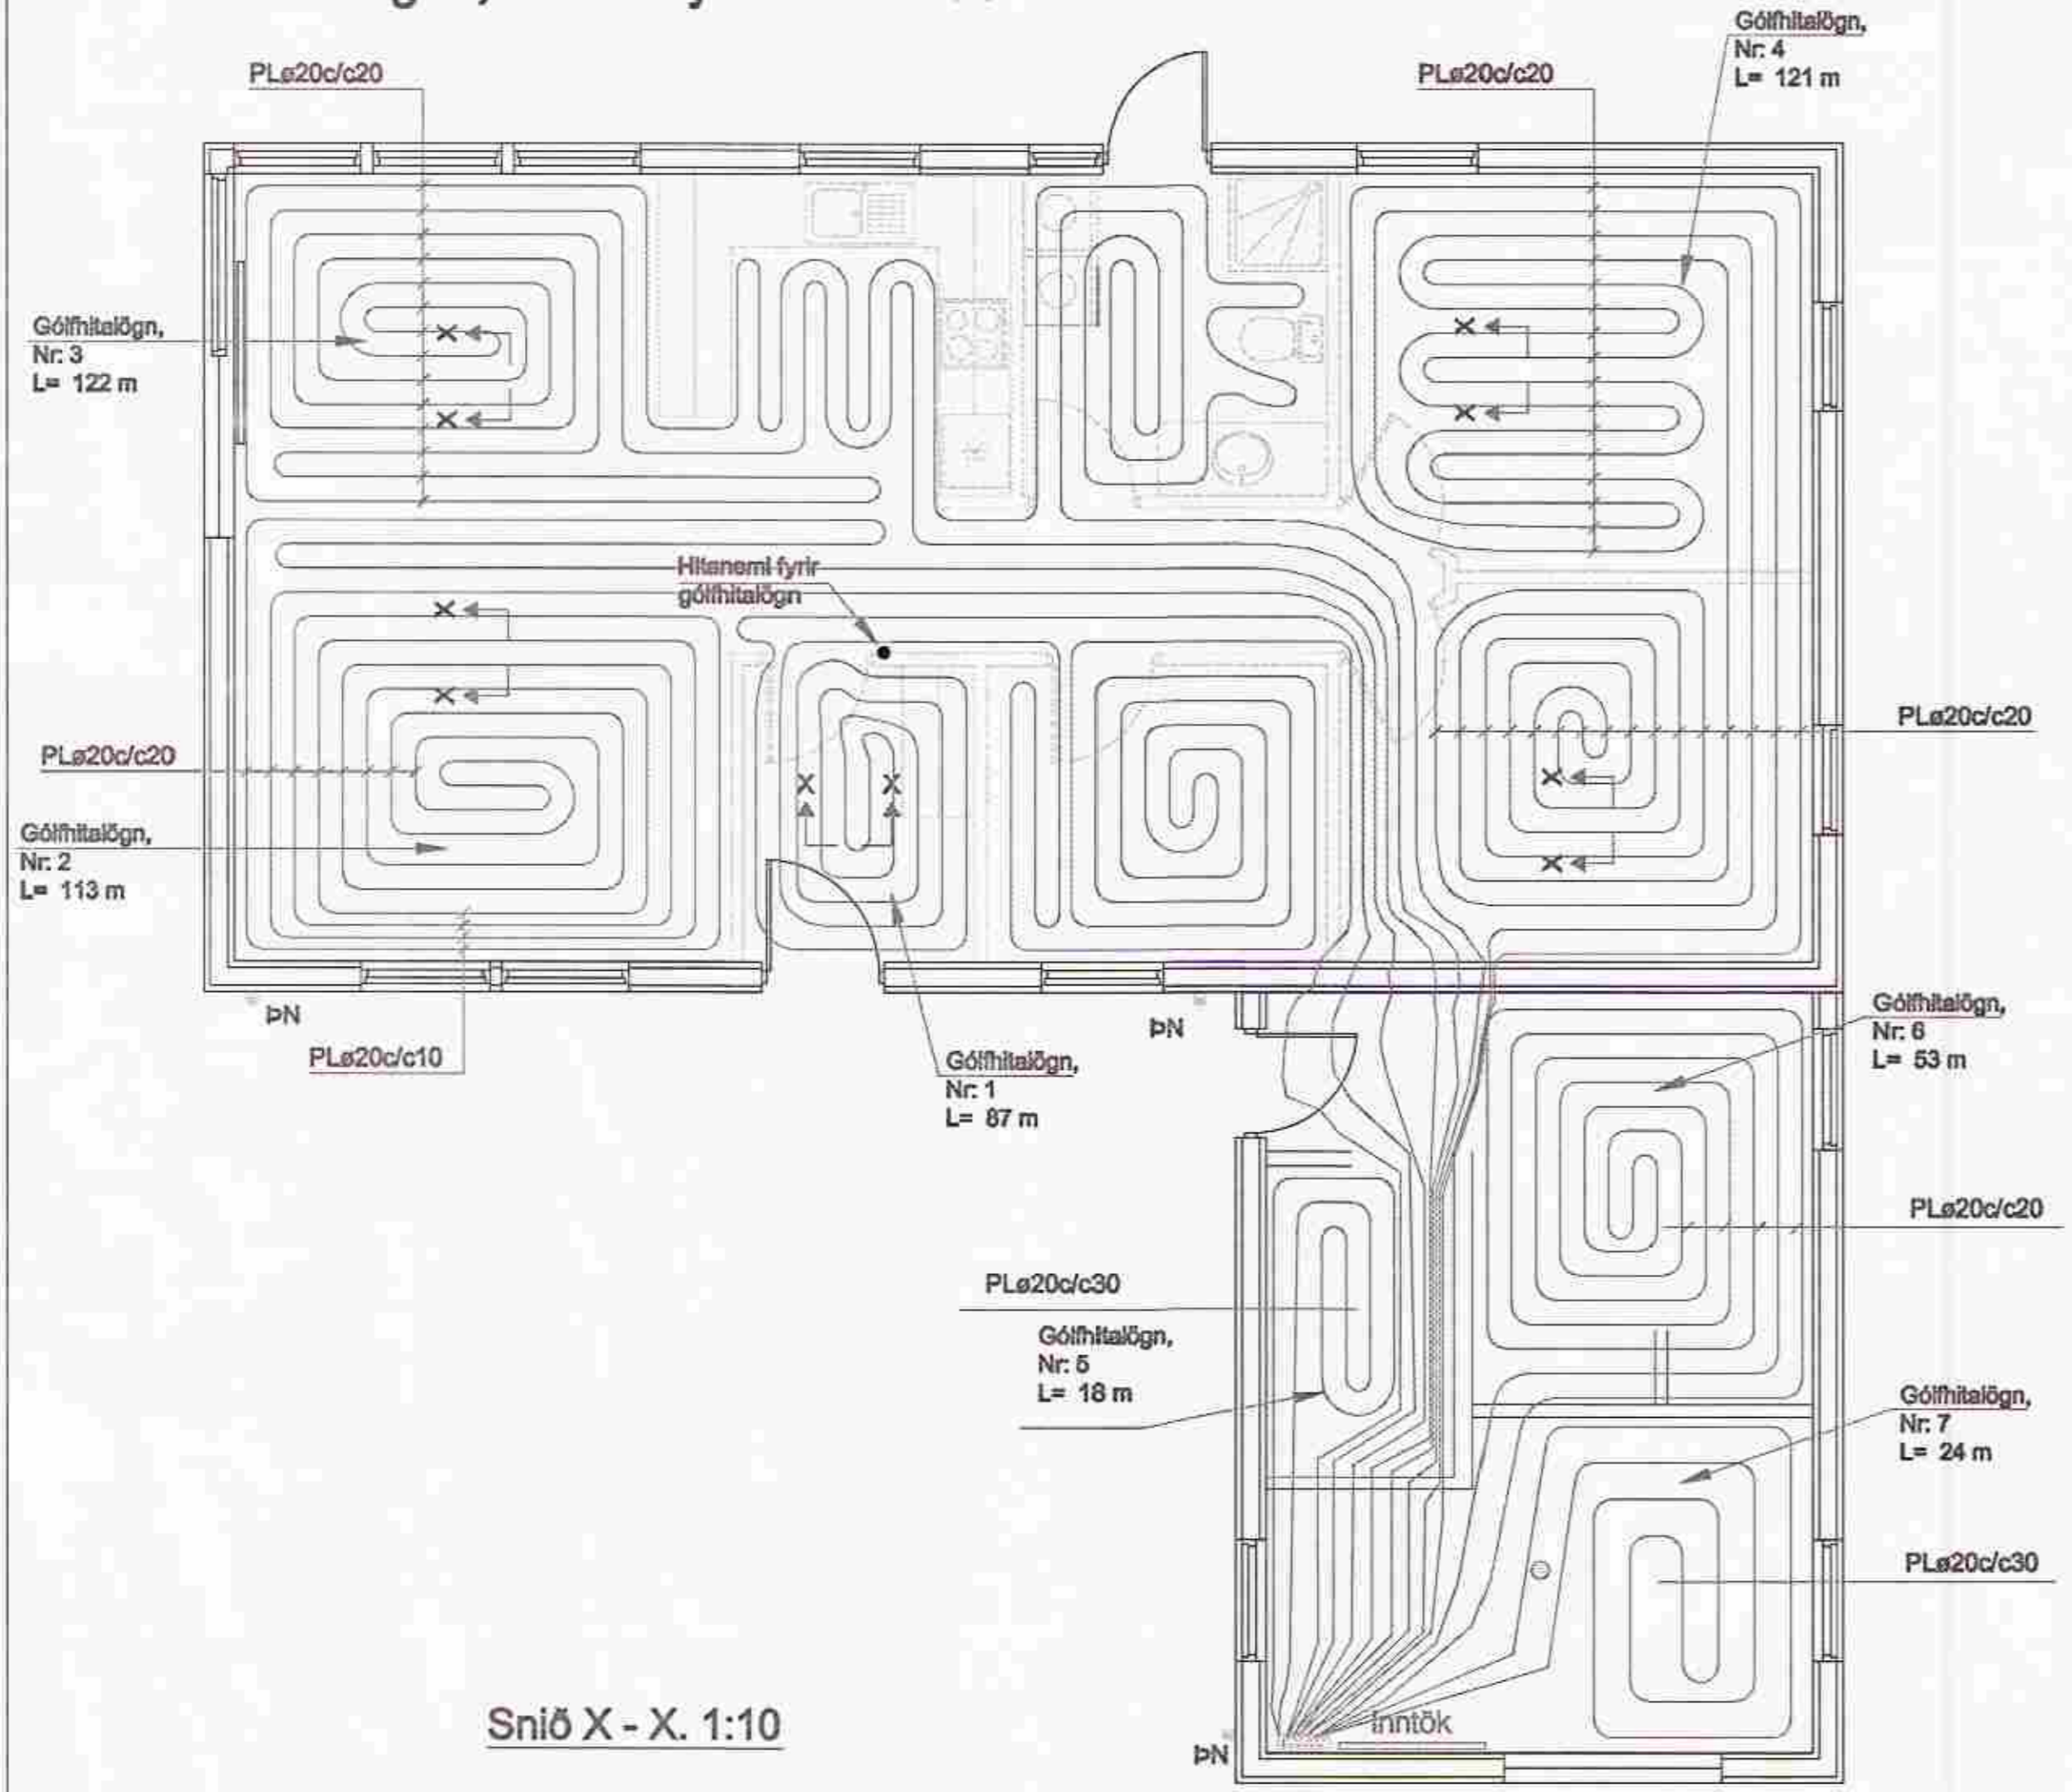 Gólfhitalögn,
Nr: 4
L= 121 m
PLø20c/c20
PLø20c/c20
Gólfhitalögn,
Nr: 3
L= 122 m
X
X
X
X
Hitanemi fyrir
gólfhitalögn
X
X
PLø20c/c20
PLø20c/c20
X
X
X
X
Gólfhitalögn,
Nr: 2
L= 113 m
ÞN
ÞN
PLø20c/c10
Gólfhitalögn,
Nr: 1
L= 87 m
Gólfhitalögn,
Nr: 6
L= 53 m
PLø20c/c20
PLø20c/c30
Gólfhitalögn,
Nr: 5
L= 18 m
Gólfhitalögn,
Nr: 7
L= 24 m
PLø20c/c30
Snið X - X. 1:10
Inntök
ÞN